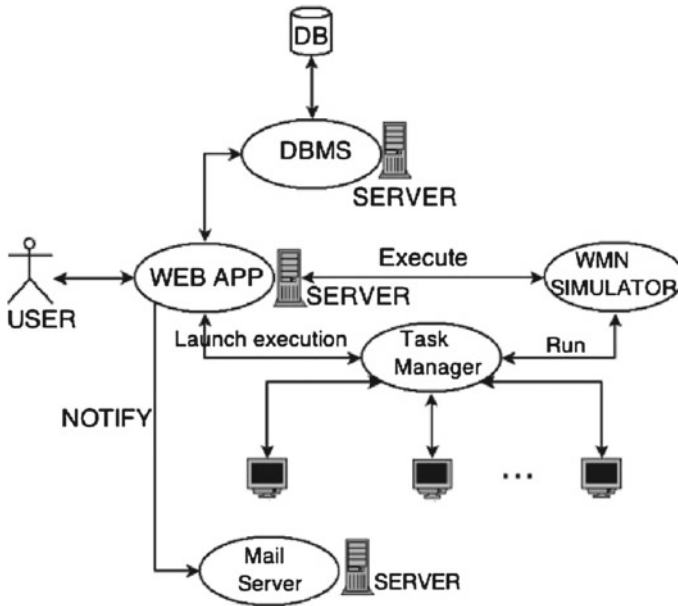 DB
DBMS
SERVER
WEB APP
SERVER
Execute
WMN
SIMULATOR
USER
Launch execution
Task
Manager
Run
NOTIFY
...
Mail
Server
SERVER